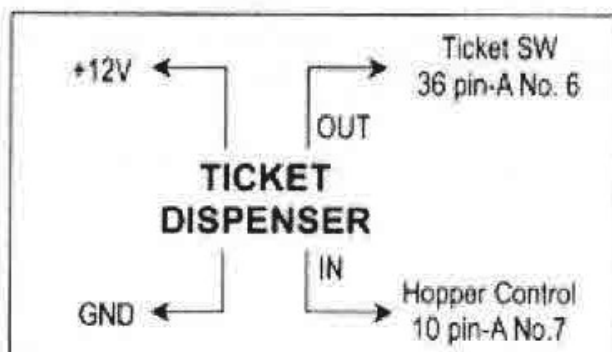 +12V
Ticket SW
36 pin-A No. 6
OUT
TICKET
DISPENSER
IN
GND
Hopper Control
10 pin-A No.7